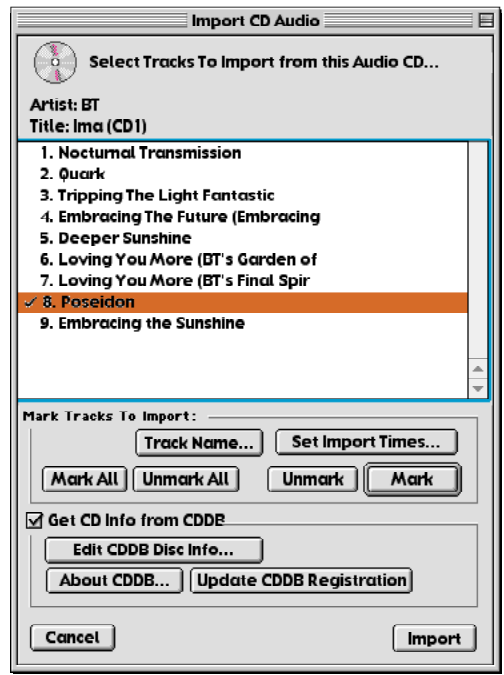 Import CD Audio
Select Tracks To Import from this Audio CD...
Artist: BT
Title: Ima (CD1)
1. Nocturnal Transmission
2. Quark
3. Tripping The Light Fantastic
4. Embracing The Future (Embracing
5. Deeper Sunshine
6. Loving You More (BT's Garden of
7. Loving You More (BT's Final Spir
✓ 8. Poseidon
9. Embracing the Sunshine
Mark Tracks To Import:
Track Name... Set Import Times...
Mark All Unmark All Unmark Mark
Get CD Info from CDDB
Edit CDDB Disc Info...
About CDDB... Update CDDB Registration
Cancel Import